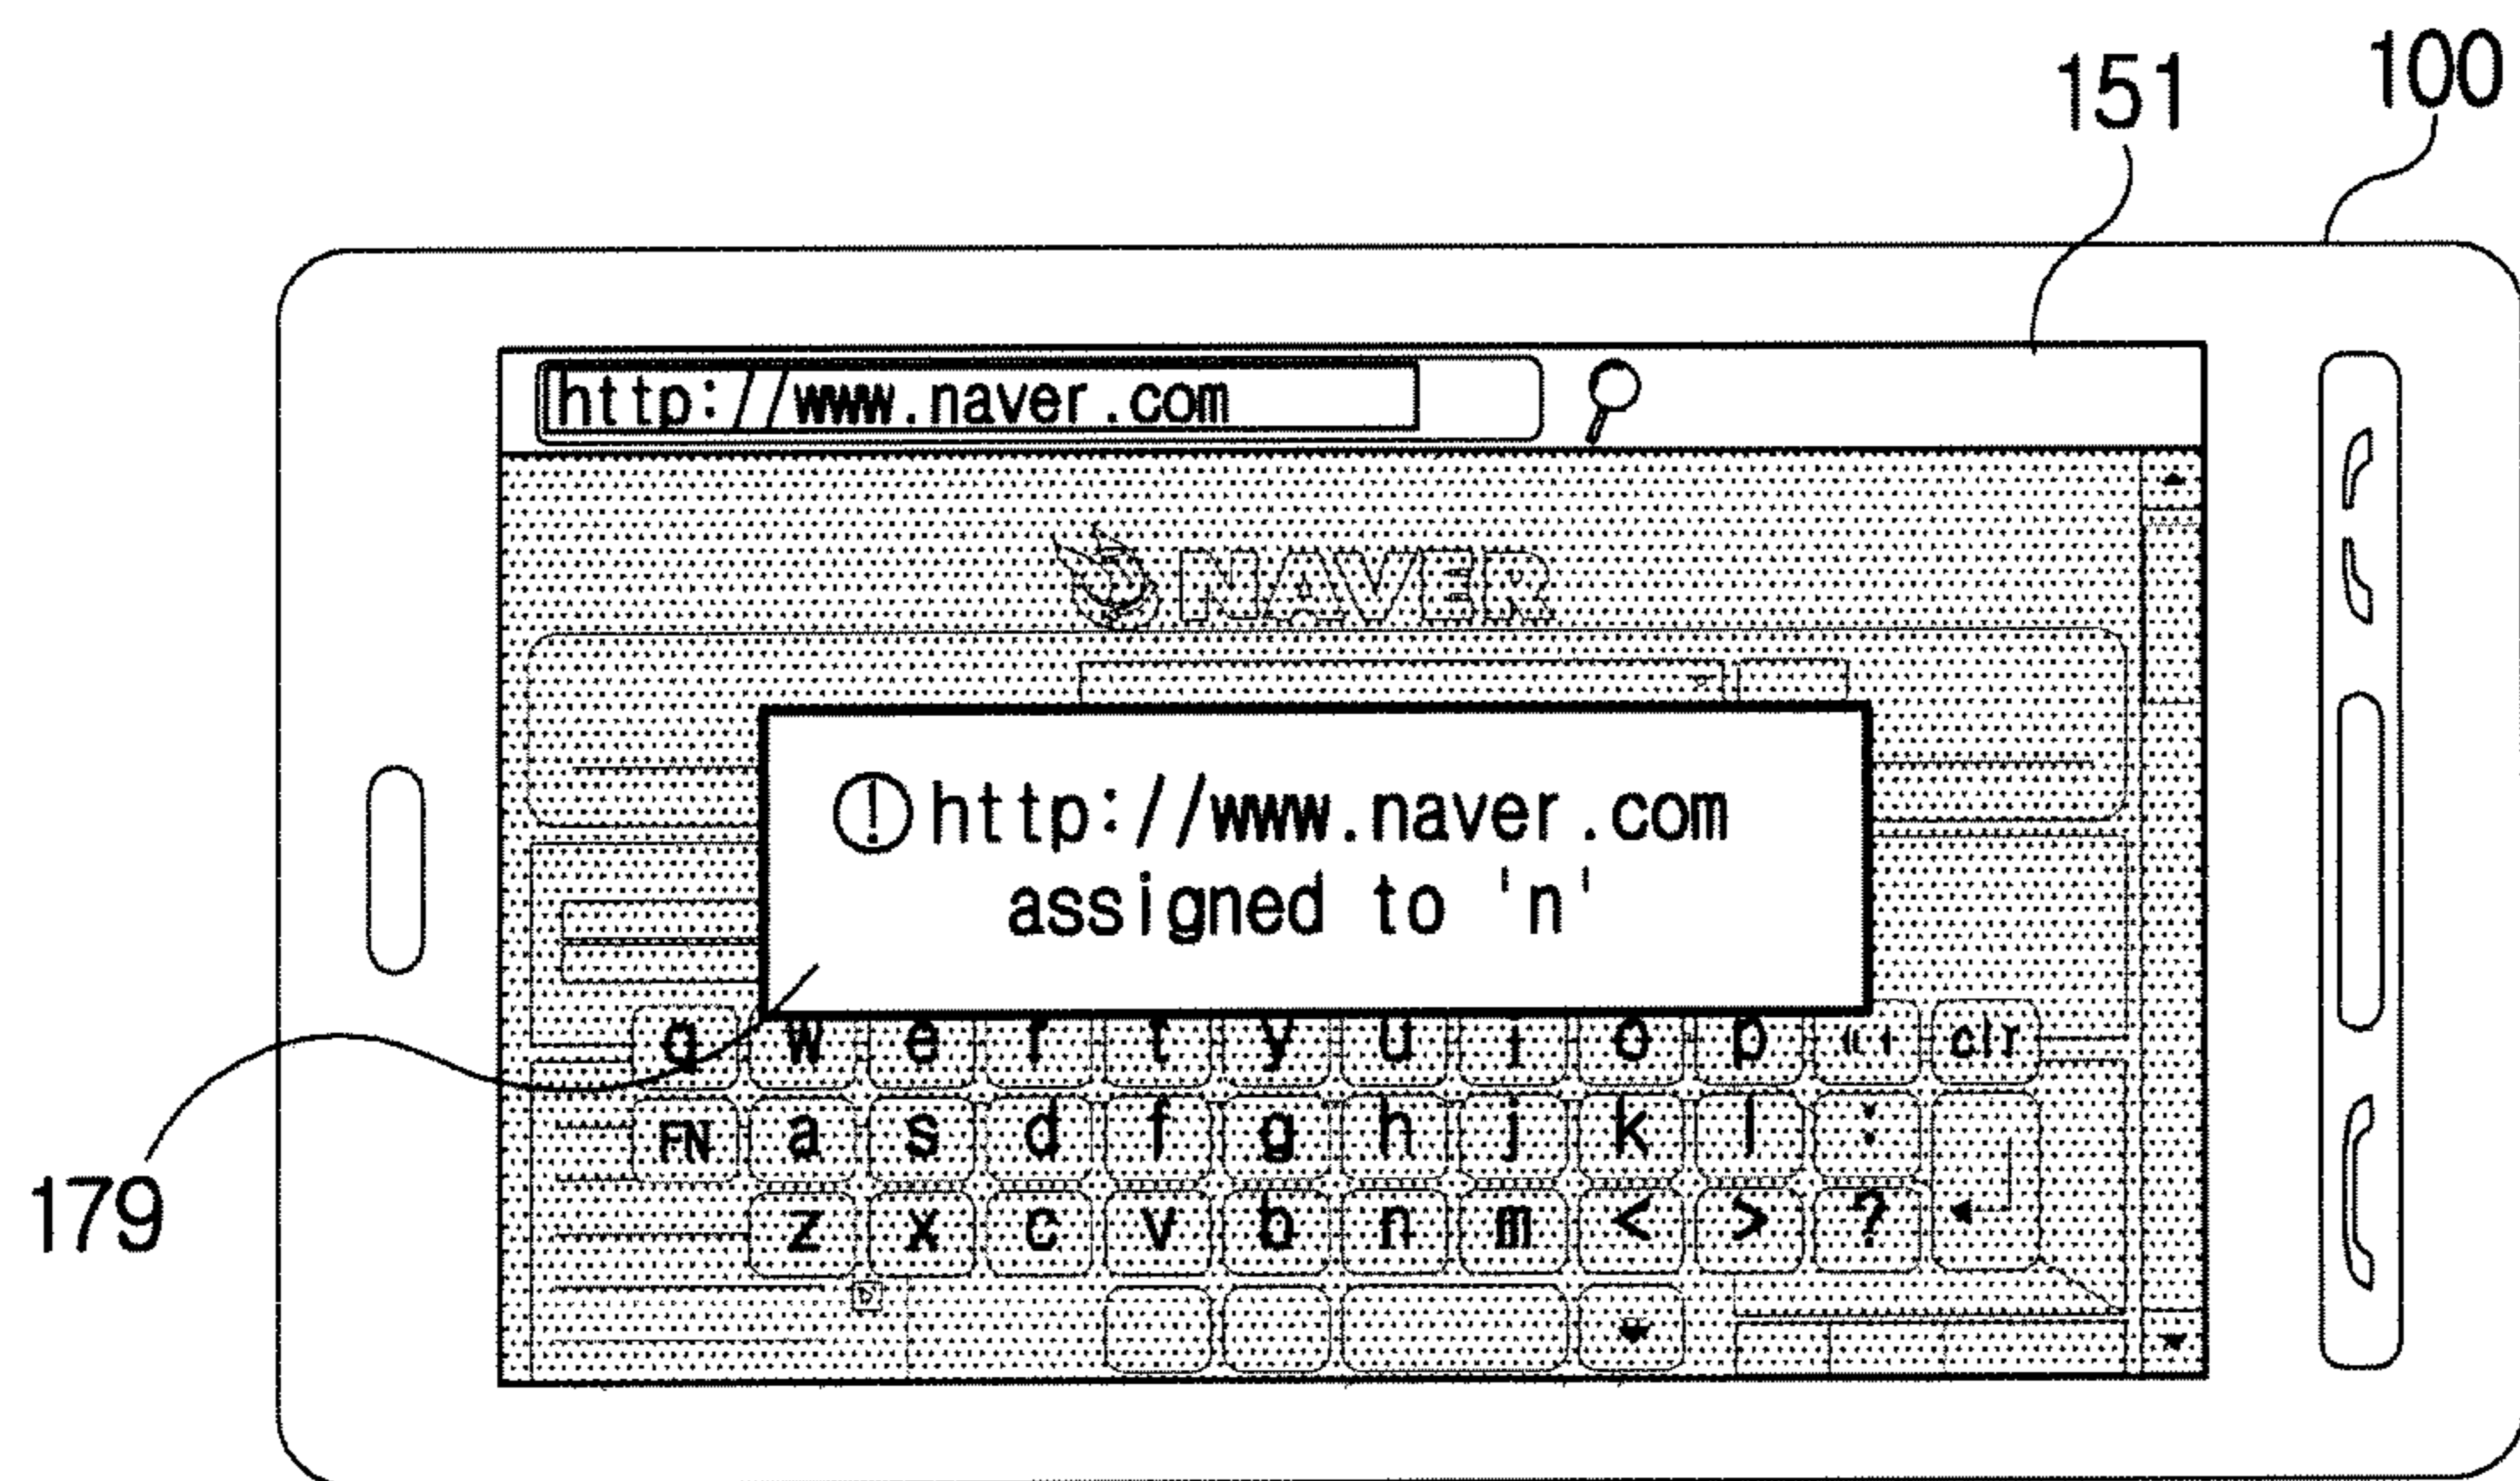 151 100
http://www.naver.com
NAVER
http://www.naver.com
assigned to 'n'
q w e r t y u i o p clr
FN a s d f g h j k l :
z x c v b n m < > ?
179